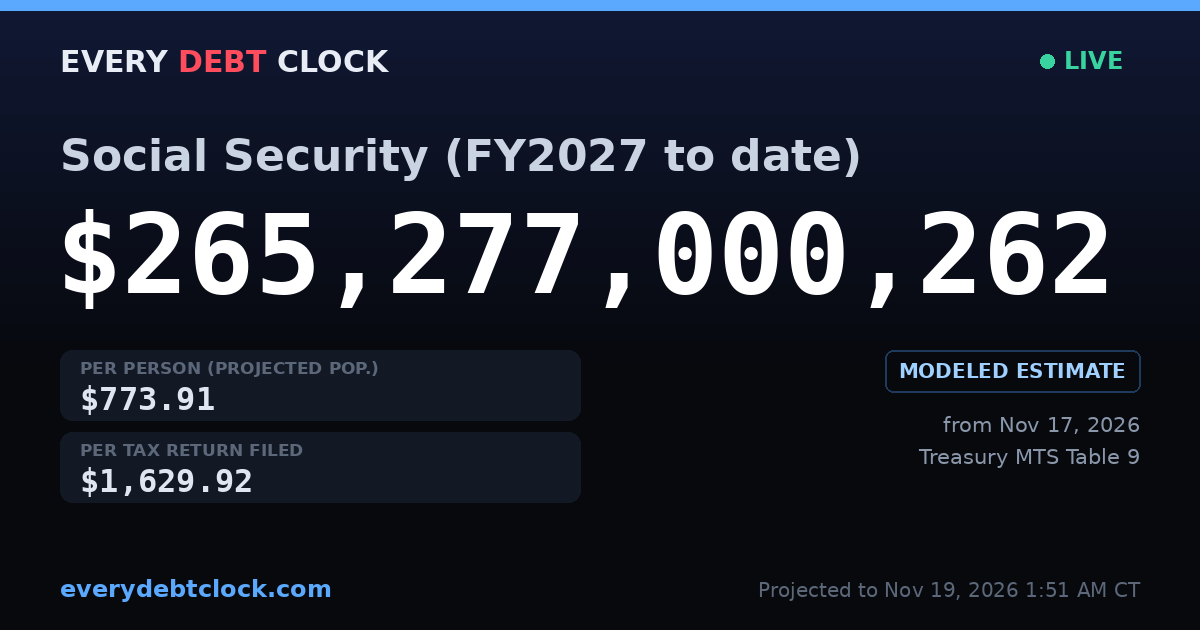 EVERY DEBT CLOCK
LIVE
Social Security (FY2027 to date)
$265,277,000,262
PER PERSON (PROJECTED POP.)
$773.91
PER TAX RETURN FILED
$1,629.92
MODELED ESTIMATE
from Nov 17, 2026
Treasury MTS Table 9
everydebtclock.com
Projected to Nov 19, 2026 1:51 AM CT